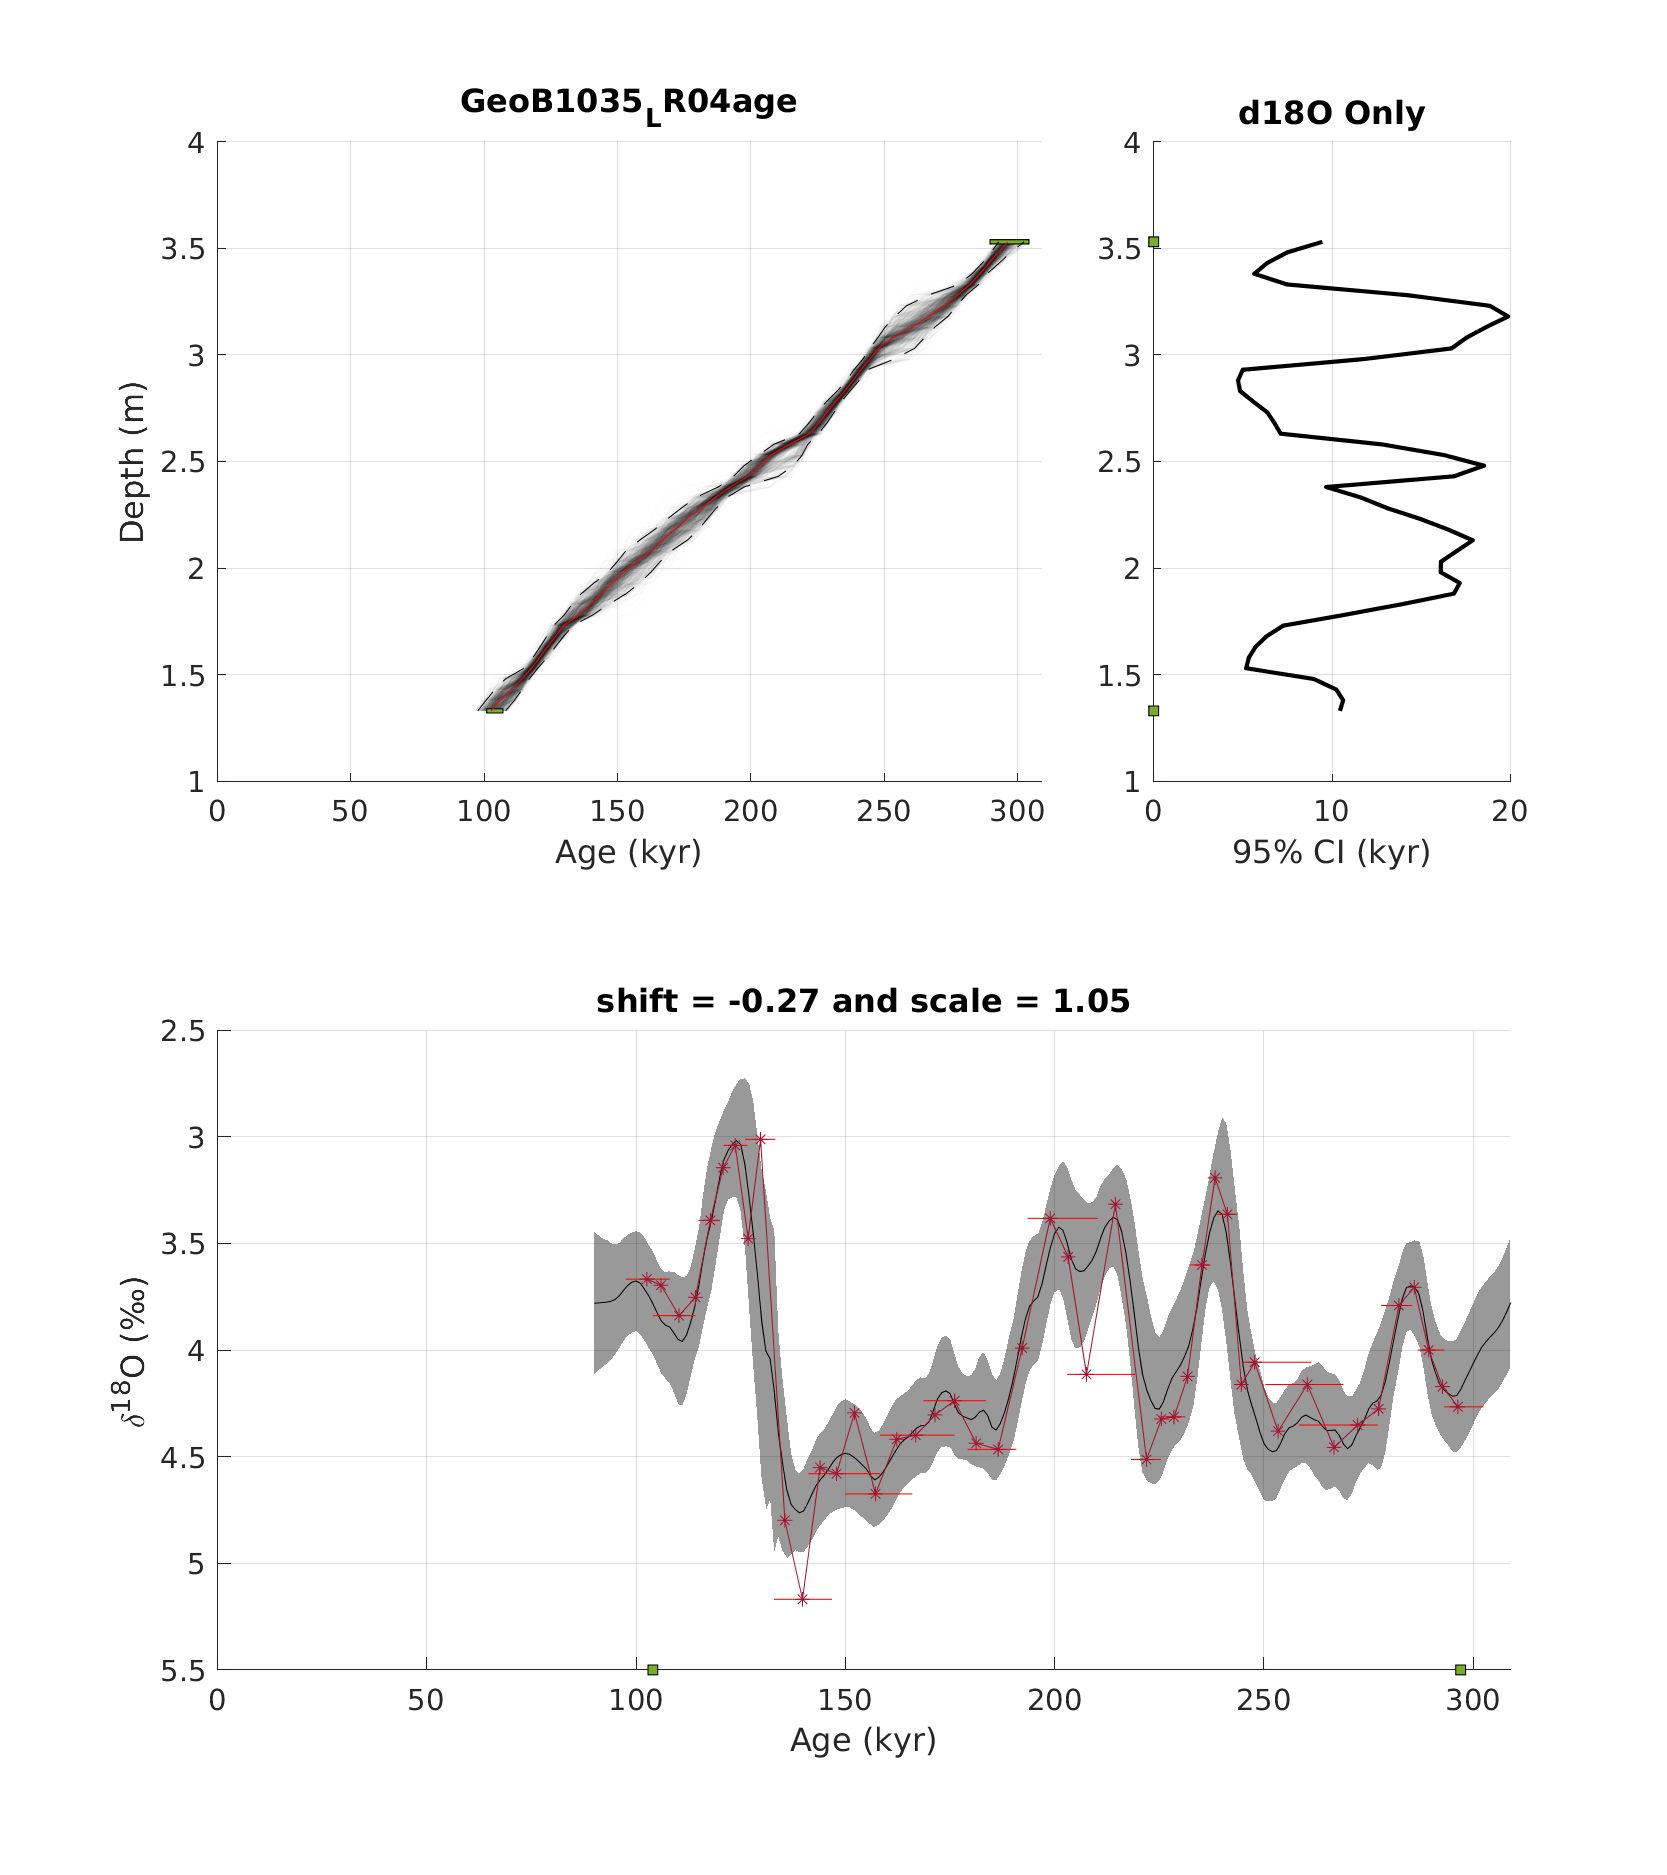 GeoB1035LR04age
d18O Only
4
3.5
3
2.5
2
1.5
1
Depth (m)
0 50 100 150 200 250 300
Age (kyr)
4
3.5
3
2.5
2
1.5
1
0 10 20
95% CI (kyr)
shift = -0.27 and scale = 1.05
2.5
3
3.5
4
4.5
5
5.5
δ18O (‰)
0 50 100 150 200 250 300
Age (kyr)